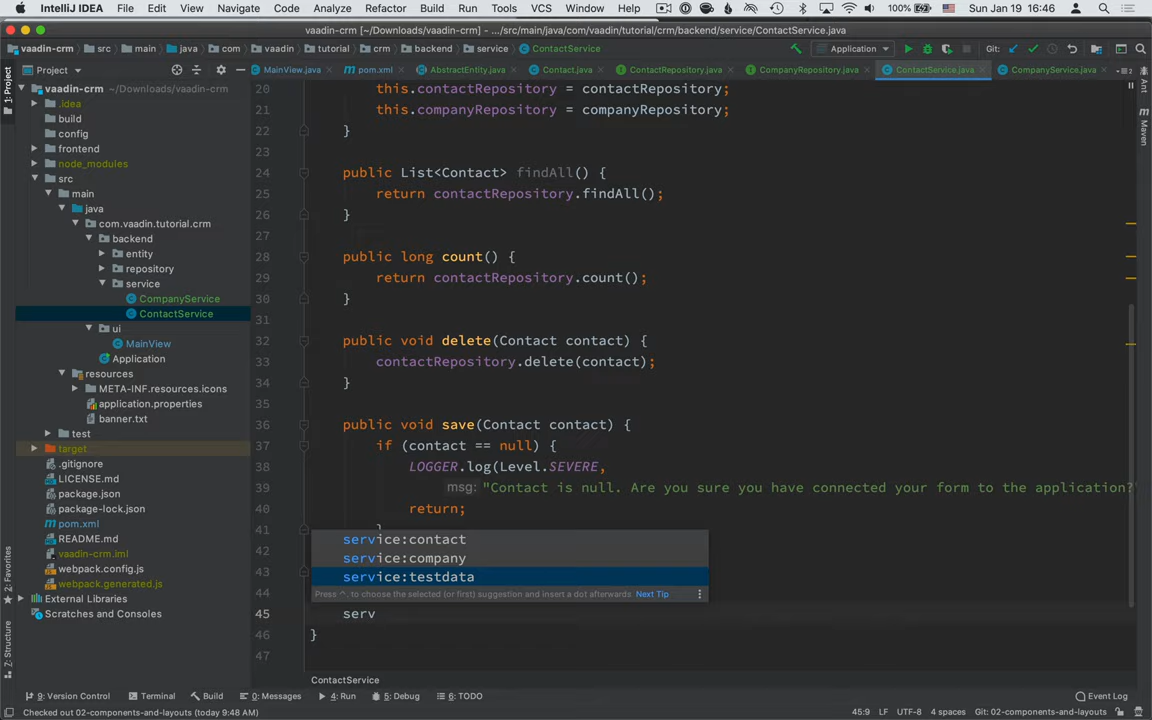 IntelliJ IDEA File Edit View Navigate Code Analyze Refactor Build Run Tools VCS Window Help 100% Sun Jan 19 16:46
vaadin-crm [~/Downloads/vaadin-crm] - .../src/main/java/com/vaadin/tutorial/crm/backend/service/ContactService.java
vaadin-crm src main java com vaadin tutorial crm backend service ContactService Application Git:
Project MainView.java pom.xml AbstractEntity.java Contact.java ContactRepository.java CompanyRepository.java ContactService.java CompanyService.java
1: Project
Ant
Maven
2: Favorites
7: Structure
vaadin-crm ~/Downloads/vaadin-crm
.idea
build
config
frontend
node_modules
src
main
java
com.vaadin.tutorial.crm
backend
entity
repository
service
CompanyService
ContactService
ui
MainView
Application
resources
META-INF.resources.icons
application.properties
banner.txt
test
target
.gitignore
LICENSE.md
package.json
package-lock.json
pom.xml
README.md
vaadin-crm.iml
webpack.config.js
webpack.generated.js
External Libraries
Scratches and Consoles
20 this.contactRepository = contactRepository;
21 this.companyRepository = companyRepository;
22 }
23
24 public List<Contact> findAll() {
25 return contactRepository.findAll();
26 }
27
28 public long count() {
29 return contactRepository.count();
30 }
31
32 public void delete(Contact contact) {
33 contactRepository.delete(contact);
34 }
35
36 public void save(Contact contact) {
37 if (contact == null) {
38 LOGGER.log(Level.SEVERE,
39 msg: "Contact is null. Are you sure you have connected your form to the application?"
40 return;
41 }
42
43
44
45 serv
46 }
47
service:contact
service:company
service:testdata
Press ^. to choose the selected (or first) suggestion and insert a dot afterwards Next Tip
ContactService
9: Version Control Terminal Build 0: Messages 4: Run 5: Debug 6: TODO Event Log
Checked out 02-components-and-layouts (today 9:48 AM) 45:9 LF UTF-8 4 spaces Git: 02-components-and-layouts